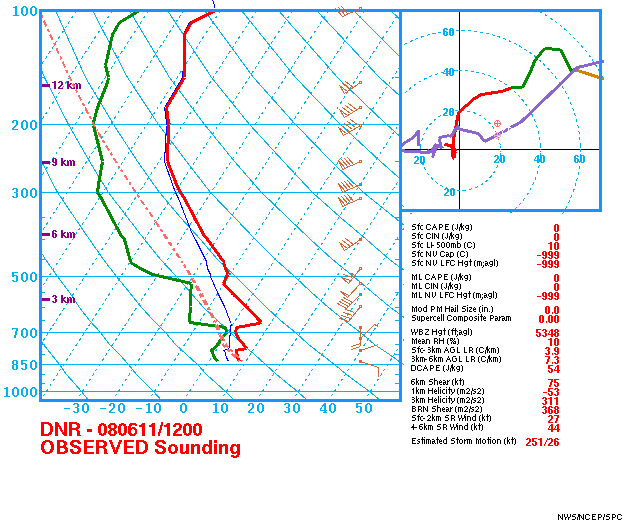 100
200
300
400
500
700
850
1000
12 km
9 km
6 km
3 km
-30
-20
-10
0
10
20
30
40
50
60
40
20
20
20
40
60
20
Sfc CAPE (J/kg) 0
Sfc CIN (J/kg) 0
Sfc LI-500mb (C) 10
Sfc NV Cap (C) -999
Sfc NV LFC Hgt (m;agl) -999
ML CAPE (J/kg) 0
ML CIN (J/kg) 0
ML NV LFC Hgt (m;agl) -999
Mod PM Hail Size (in.) 0.0
Supercell Composite Param 0.00
WBZ Hgt (ft;agl) 5348
Mean RH (%) 10
Sfc-3km AGL LR (C/km) 3.9
3km-6km AGL LR (C/km) 7.3
DCAPE (J/kg) 54
6km Shear (kt) 75
1km Helicity (m2/s2) -53
3km Helicity (m2/s2) 311
BRN Shear (m2/s2) 368
Sfc-2km SR Wind (kt) 27
4-6km SR Wind (kt) 44
Estimated Storm Motion (kt) 251/26
DNR - 080611/1200
OBSERVED Sounding
NWS/NCEP/SPC